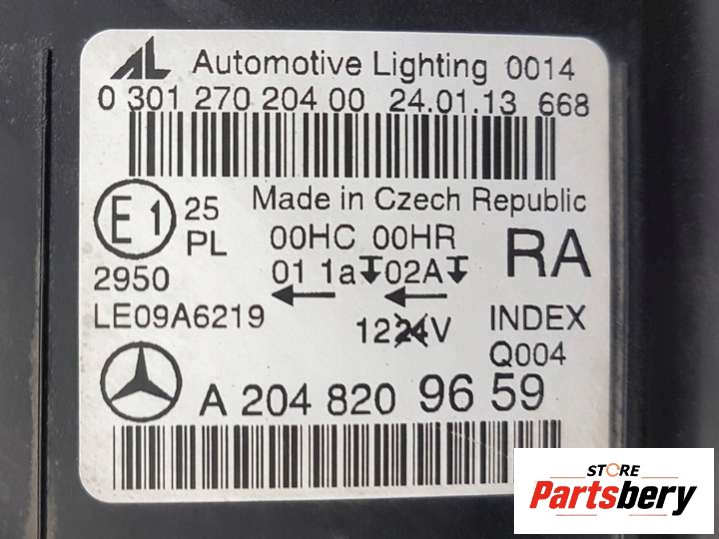 AL Automotive Lighting 0014
0 301 270 204 00 24.01.13 668
Made in Czech Republic
E1 25 PL 00HC 00HR RA
2950 01 1a 02A
LE09A6219 1224V INDEX
Q004
A 204 820 96 59
STORE
Partsbery